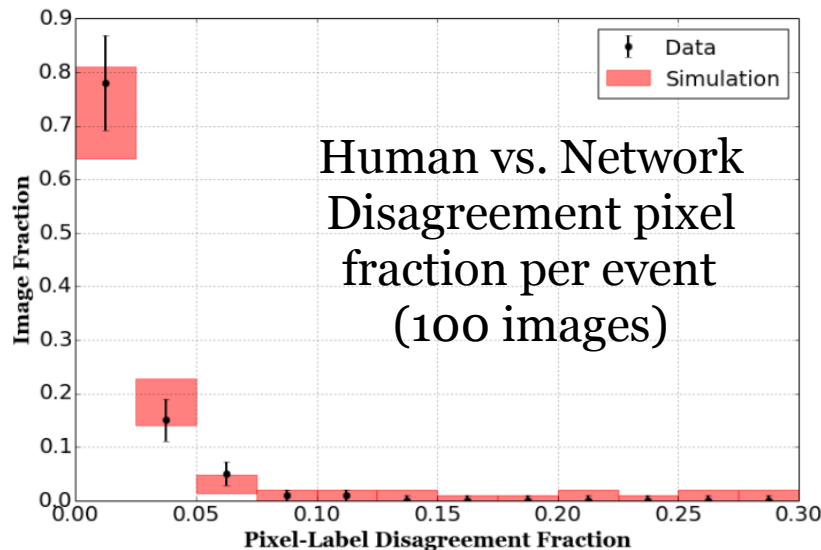 0.9
0.8
0.7
0.6
0.5
0.4
0.3
0.2
0.1
0.0
Image Fraction
Data
Simulation
Human vs. Network
Disagreement pixel
fraction per event
(100 images)
0.00 0.05 0.10 0.15 0.20 0.25 0.30
Pixel-Label Disagreement Fraction